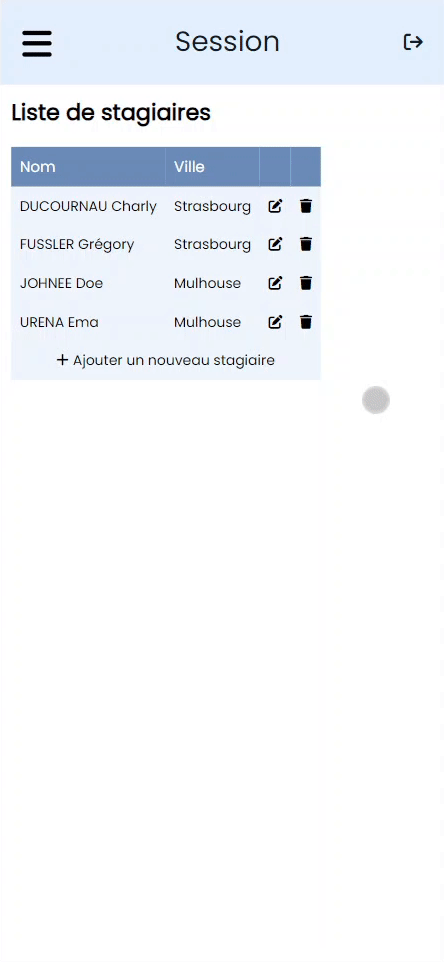 Session
Liste de stagiaires
Nom Ville
DUCOURNAU Charly Strasbourg
FUSSLER Grégory Strasbourg
JOHNEE Doe Mulhouse
URENA Ema Mulhouse
+ Ajouter un nouveau stagiaire